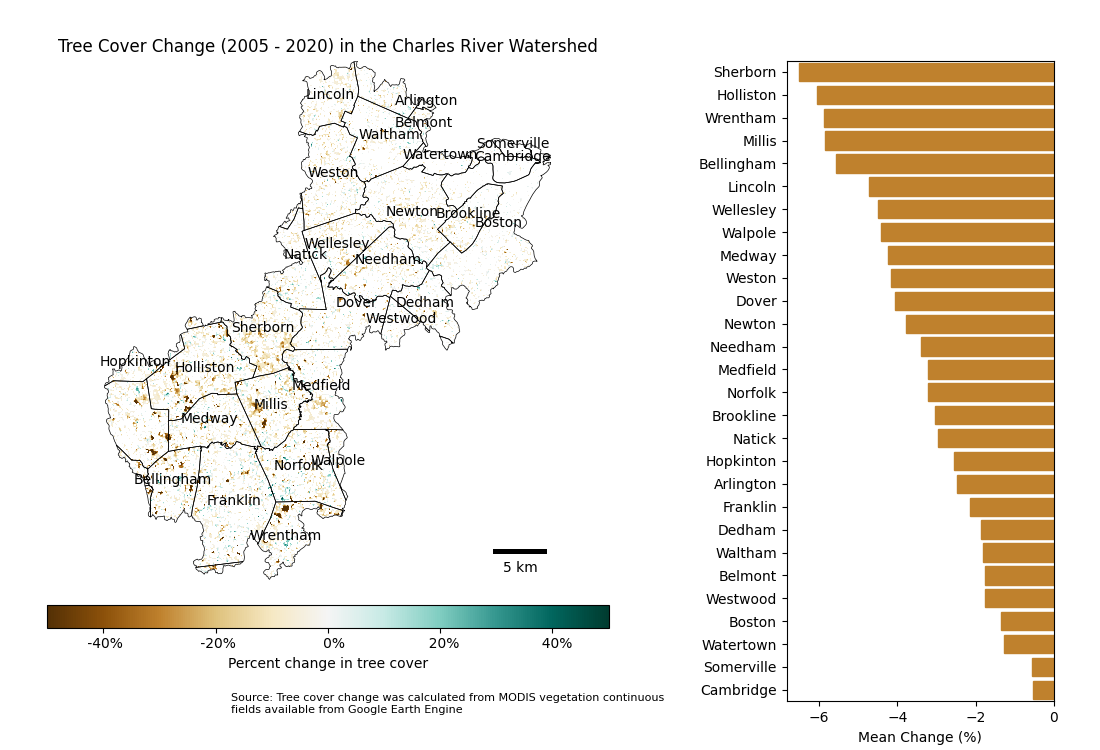 Tree Cover Change (2005 - 2020) in the Charles River Watershed
Lincoln
Arlington
Belmont
Waltham
Somerville
Watertown
Cambridge
Weston
Newton
Brookline
Boston
Wellesley
Natick
Needham
Dover
Dedham
Westwood
Sherborn
Hopkinton
Holliston
Medfield
Millis
Medway
Norfolk
Walpole
Bellingham
Franklin
Wrentham
5 km
-40%
-20%
0%
20%
40%
Percent change in tree cover
Source: Tree cover change was calculated from MODIS vegetation continuous
fields available from Google Earth Engine
Sherborn
Holliston
Wrentham
Millis
Bellingham
Lincoln
Wellesley
Walpole
Medway
Weston
Dover
Newton
Needham
Medfield
Norfolk
Brookline
Natick
Hopkinton
Arlington
Franklin
Dedham
Waltham
Belmont
Westwood
Boston
Watertown
Somerville
Cambridge
−6
−4
−2
0
Mean Change (%)